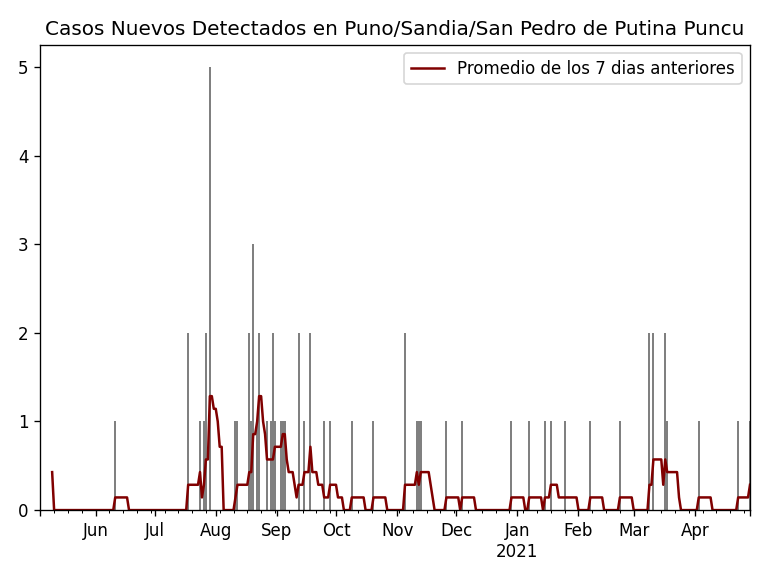 Casos Nuevos Detectados en Puno/Sandia/San Pedro de Putina Puncu
Promedio de los 7 dias anteriores
5
4
3
2
1
0
Jun Jul Aug Sep Oct Nov Dec Jan Feb Mar Apr
2021